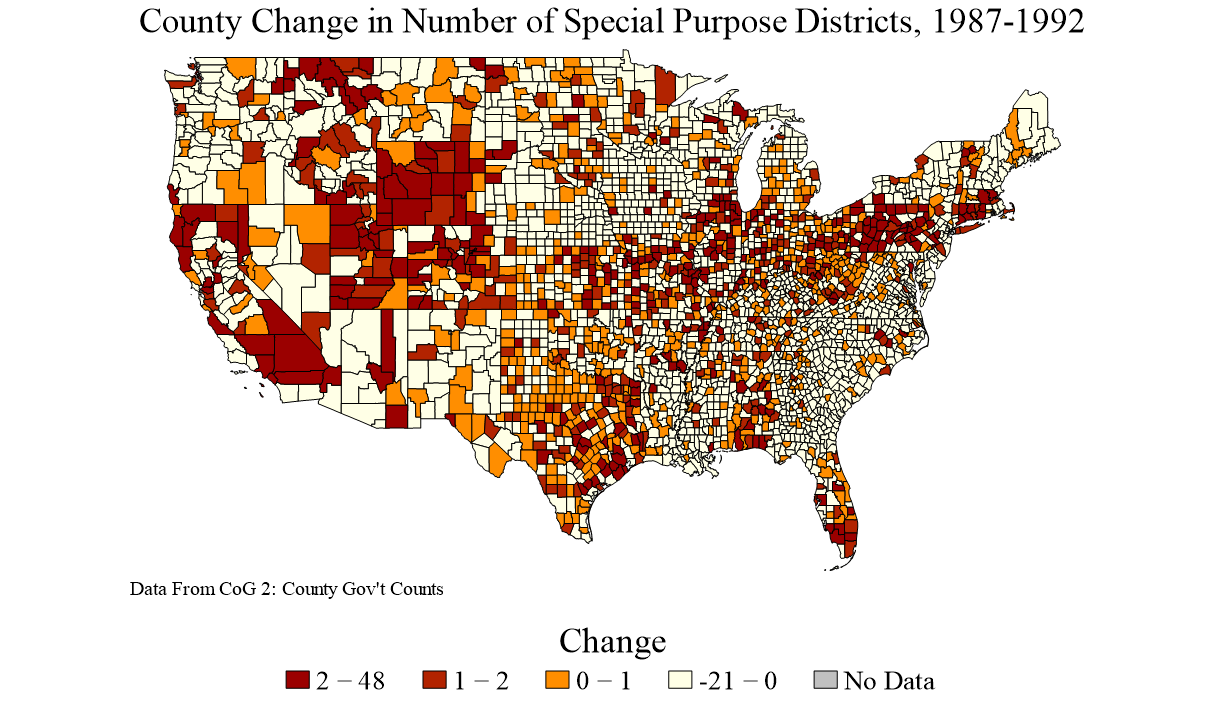 County Change in Number of Special Purpose Districts, 1987-1992
Data From CoG 2: County Gov't Counts
Change
2 – 48 1 – 2 0 – 1 -21 – 0 No Data